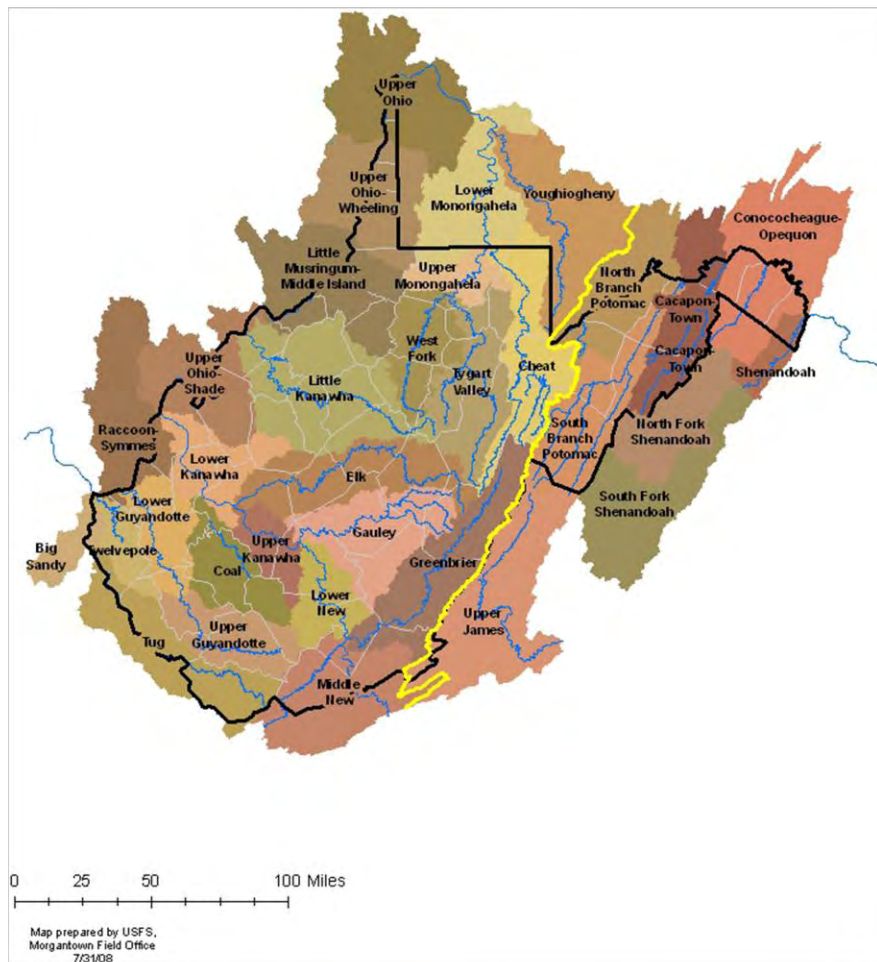 Upper
Ohio
Upper
Ohio-
Wheeling
Lower
Monongahela
Youghiogheny
Conococheague-
Opequon
Little
Musringum-
Middle Island
Upper
Monongahela
North
Branch
Potomac
Cacapon-
Town
Cacapon-
Town
Shenandoah
West
Fork
Tygart
Valley
Cheat
Upper
Ohio-
Shade
Little
Kanawha
South
Branch
Potomac
North Fork
Shenandoah
Raccoon-
Symmes
Lower
Kanawha
Elk
South Fork
Shenandoah
Lower
Guyandotte
Twelvepole
Big
Sandy
Upper
Kanawha
Gauley
Coal
Greenbrier
Lower
New
Upper
James
Upper
Guyandotte
Tug
Middle
New
0 25 50 100 Miles
Map prepared by USFS,
Morgantown Field Office
7/31/08